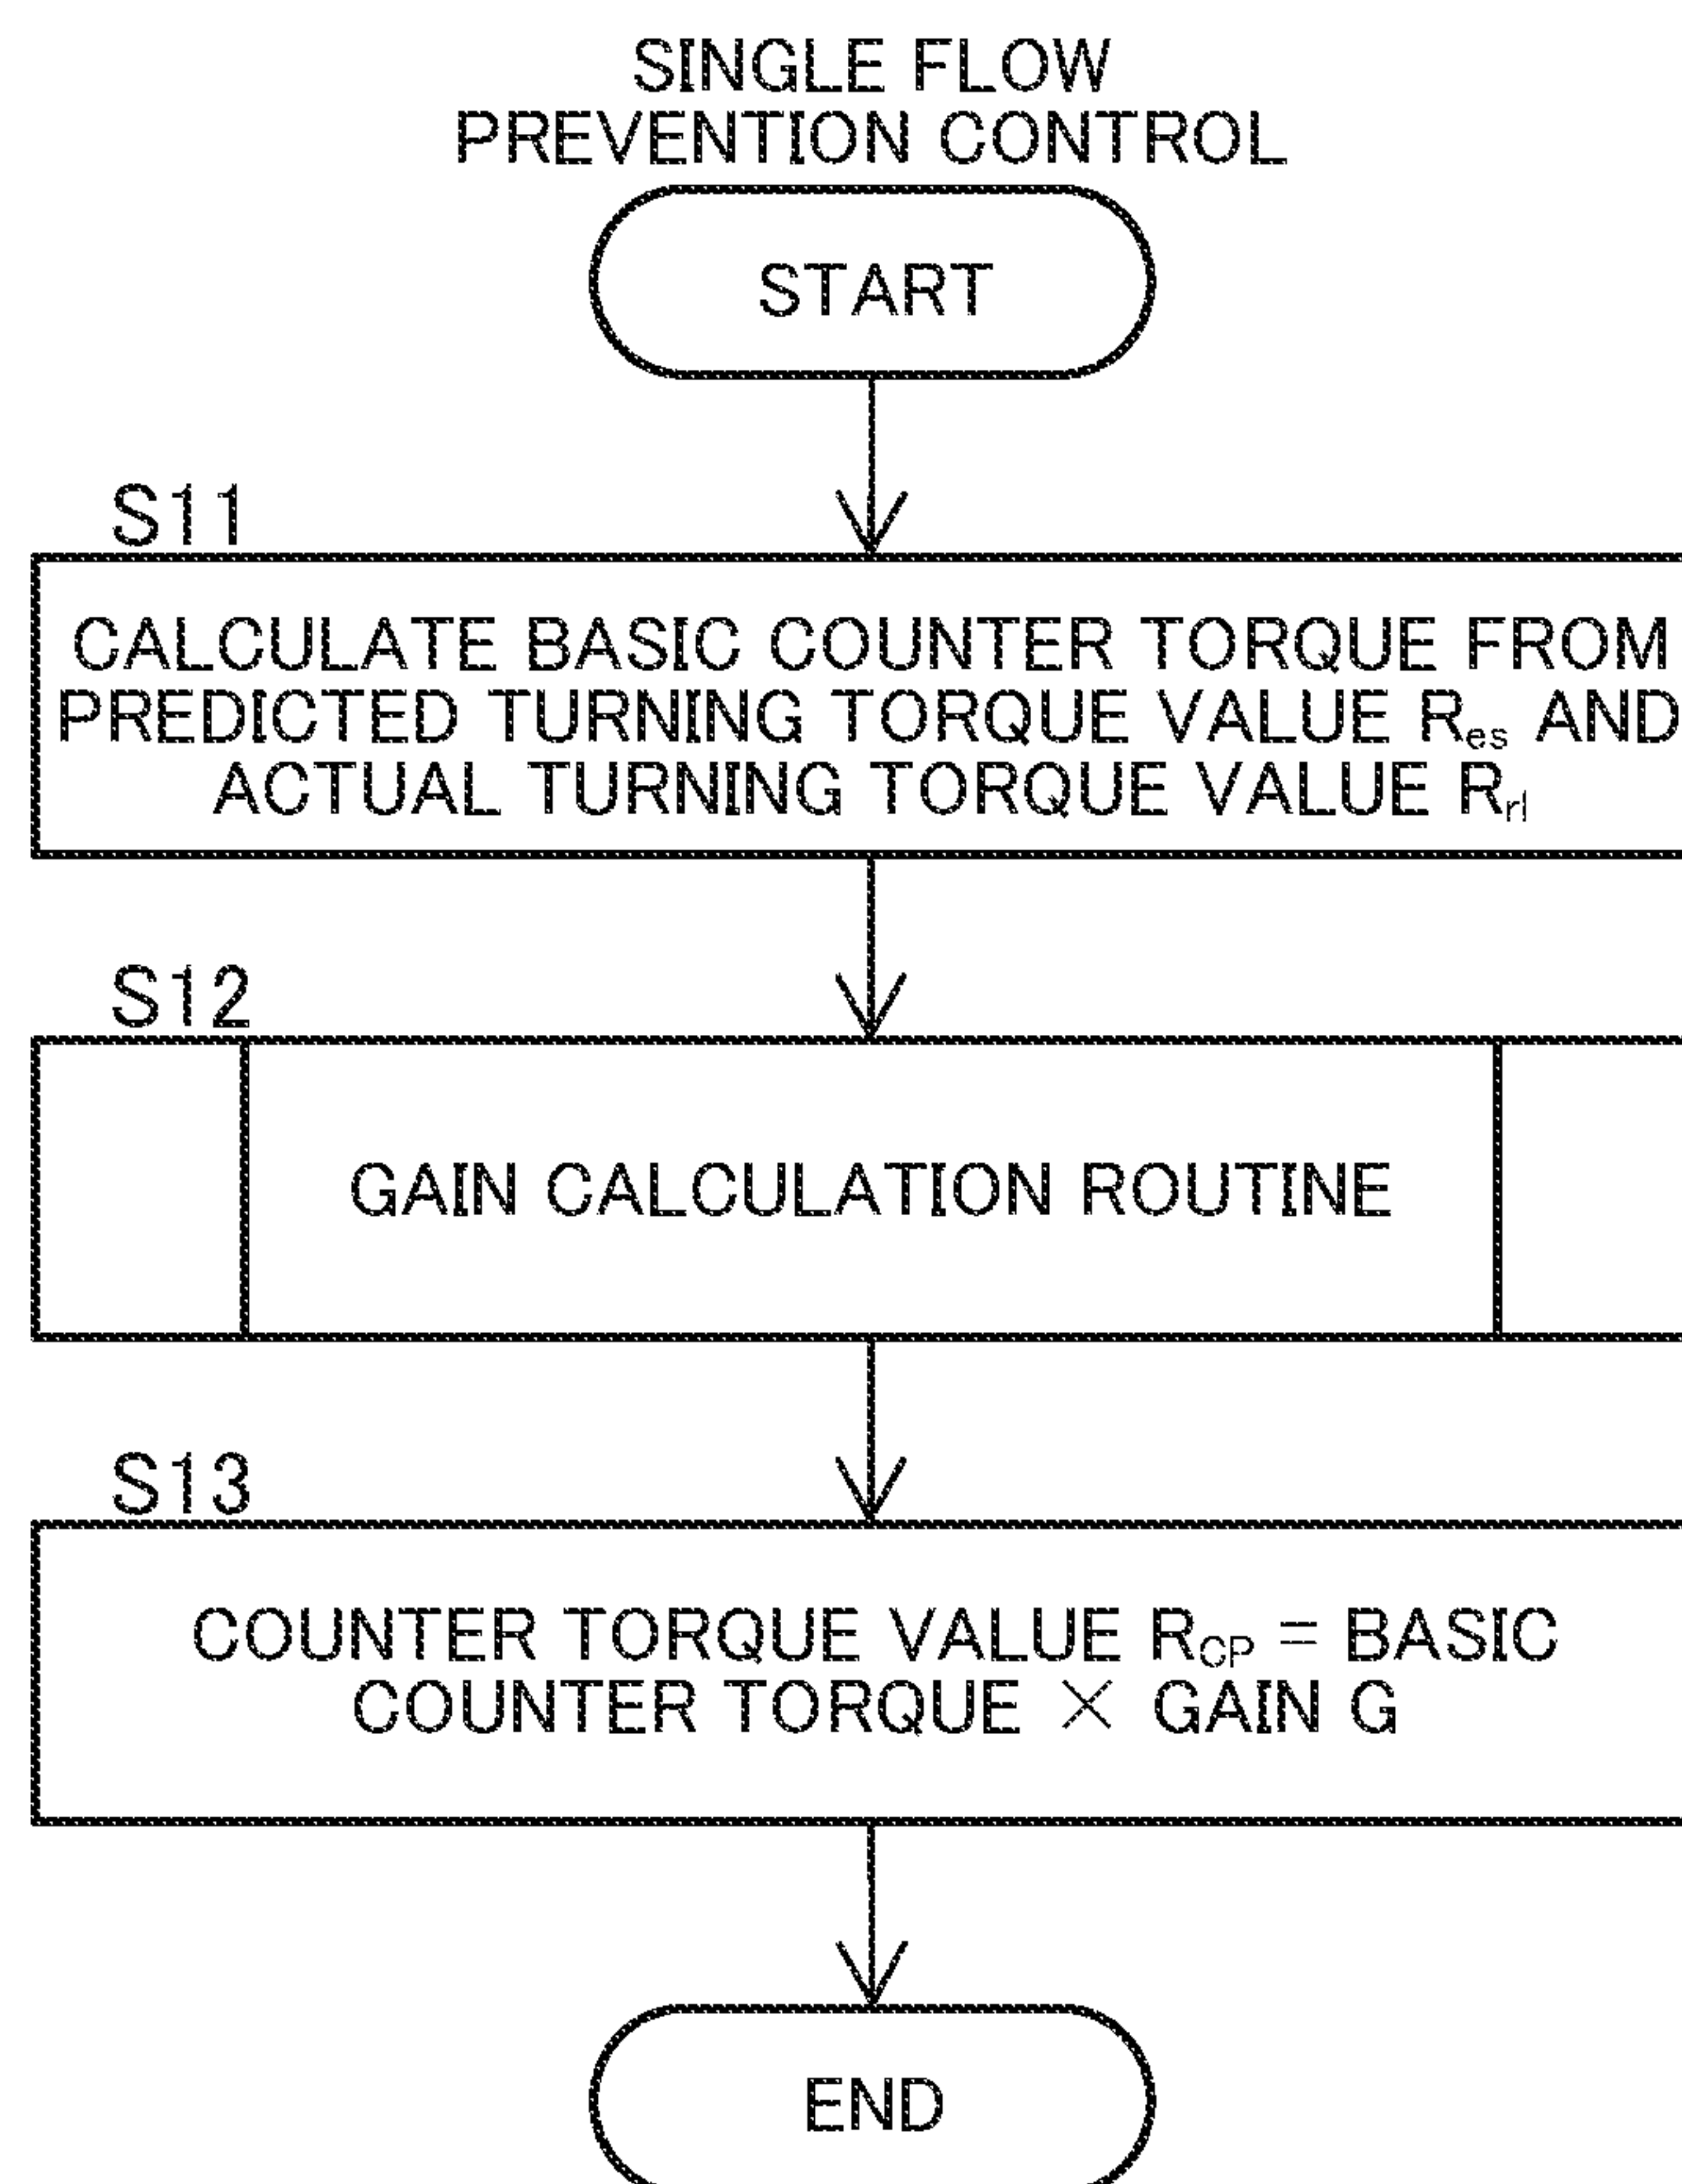 SINGLE FLOW
PREVENTION CONTROL
START
S11
CALCULATE BASIC COUNTER TORQUE FROM
PREDICTED TURNING TORQUE VALUE Res AND
ACTUAL TURNING TORQUE VALUE Rrl
S12
GAIN CALCULATION ROUTINE
S13
COUNTER TORQUE VALUE RCP = BASIC
COUNTER TORQUE × GAIN G
END